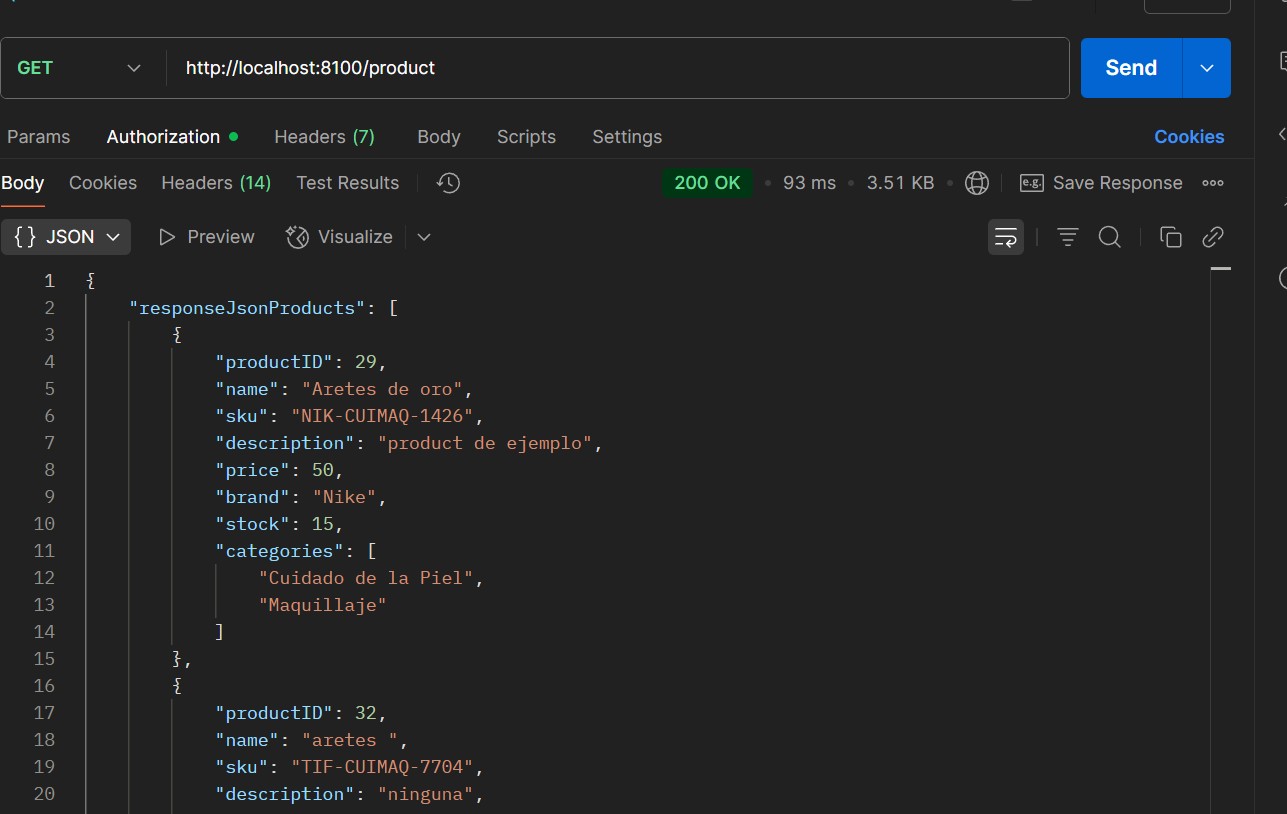 GET http://localhost:8100/product Send
Params Authorization Headers (7) Body Scripts Settings Cookies
Body Cookies Headers (14) Test Results 200 OK 93 ms 3.51 KB e.g. Save Response
{} JSON Preview Visualize
1 {
2 "responseJsonProducts": [
3 {
4 "productID": 29,
5 "name": "Aretes de oro",
6 "sku": "NIK-CUIMAQ-1426",
7 "description": "product de ejemplo",
8 "price": 50,
9 "brand": "Nike",
10 "stock": 15,
11 "categories": [
12 "Cuidado de la Piel",
13 "Maquillaje"
14 ]
15 },
16 {
17 "productID": 32,
18 "name": "aretes ",
19 "sku": "TIF-CUIMAQ-7704",
20 "description": "ninguna",